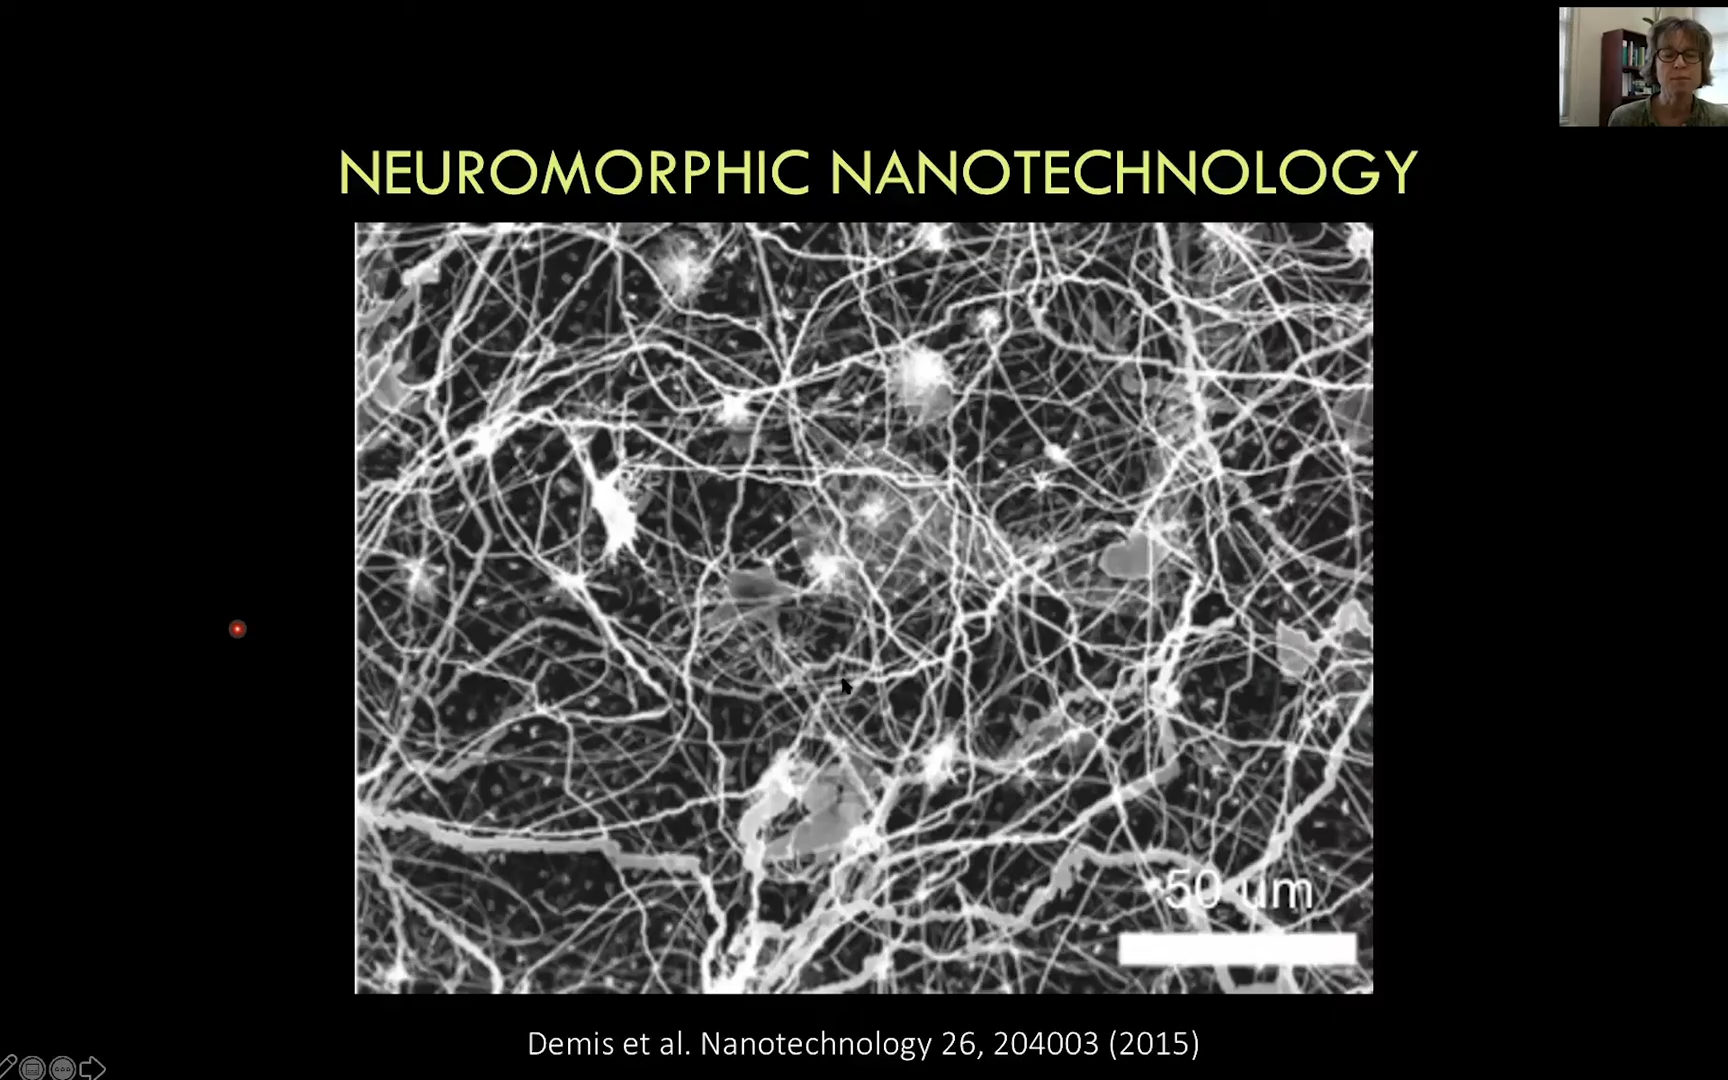 NEUROMORPHIC NANOTECHNOLOGY
50 um
Demis et al. Nanotechnology 26, 204003 (2015)